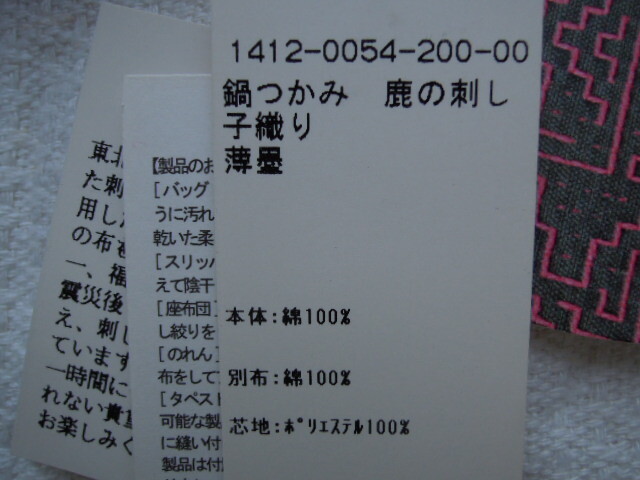 1412-0054-200-00
鍋つかみ 鹿の刺し
子織り
薄墨
本体:綿100%
別布:綿100%
芯地:ポリエステル100%
【製品のお
[バッグ
うに汚れ
乾いた柔
[スリッパ
えて陰干
[座布団]
し絞りを
[のれん]
布をして
[タペスト
可能な製
に縫い付
製品は付
東北
た刺
用した
の布を
一、福
震災後
え、刺し
ています
一時間に
れない貴重
お楽しみく